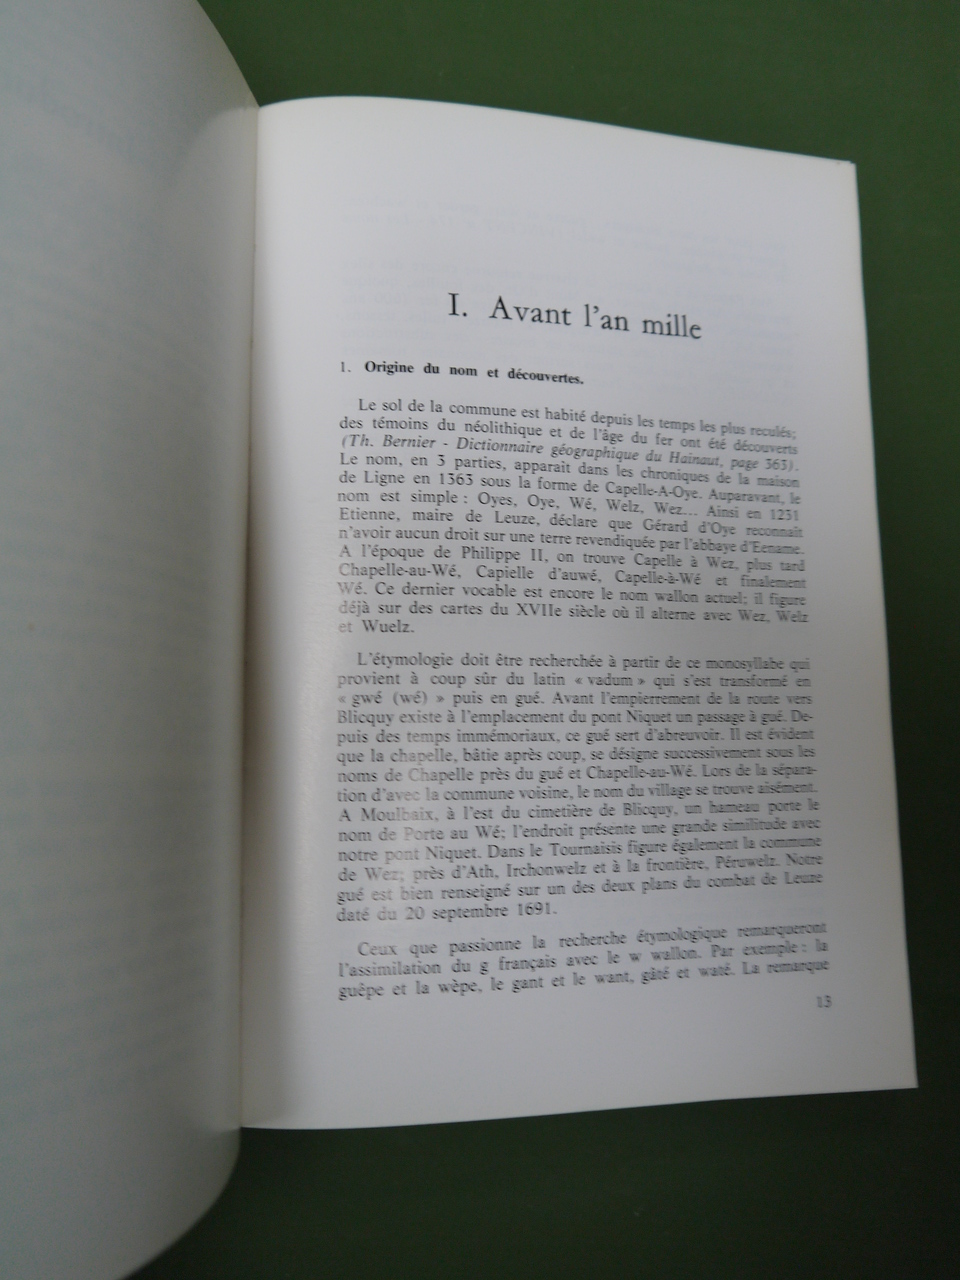 I. Avant l'an mille
1. Origine du nom et découvertes.
Le sol de la commune est habité depuis les temps les plus reculés;
des témoins du néolithique et de l'âge du fer ont été découverts
(Th. Bernier - Dictionnaire géographique du Hainaut, page 363).
Le nom, en 3 parties, apparait dans les chroniques de la maison
de Ligne en 1363 sous la forme de Capelle-A-Oye. Auparavant, le
nom est simple : Oyes, Oye, Wé, Welz, Wez... Ainsi en 1231
Etienne, maire de Leuze, déclare que Gérard d'Oye reconnaît
n'avoir aucun droit sur une terre revendiquée par l'abbaye d'Eename.
A l'époque de Philippe II, on trouve Capelle à Wez, plus tard
Chapelle-au-Wé, Capielle d'auwé, Capelle-à-Wé et finalement
Wé. Ce dernier vocable est encore le nom wallon actuel; il figure
déjà sur des cartes du XVIIe siècle où il alterne avec Wez, Welz
et Wuelz.
L'étymologie doit être recherchée à partir de ce monosyllabe qui
provient à coup sûr du latin « vadum » qui s'est transformé en
« gwé (wé) » puis en gué. Avant l'empierrement de la route vers
Blicquy existe à l'emplacement du pont Niquet un passage à gué. De-
puis des temps immémoriaux, ce gué sert d'abreuvoir. Il est évident
que la chapelle, bâtie après coup, se désigne successivement sous les
noms de Chapelle près du gué et Chapelle-au-Wé. Lors de la sépara-
tion d'avec la commune voisine, le nom du village se trouve aisément.
A Moulbaix, à l'est du cimetière de Blicquy, un hameau porte le
nom de Porte au Wé; l'endroit présente une grande similitude avec
notre pont Niquet. Dans le Tournaisis figure également la commune
de Wez; près d'Ath, Irchonwelz et à la frontière, Péruwelz. Notre
gué est bien renseigné sur un des deux plans du combat de Leuze
daté du 20 septembre 1691.
Ceux que passionne la recherche étymologique remarqueront
l'assimilation du g français avec le w wallon. Par exemple : la
guêpe et la wèpe, le gant et le want, gâté et waté. La remarque
13